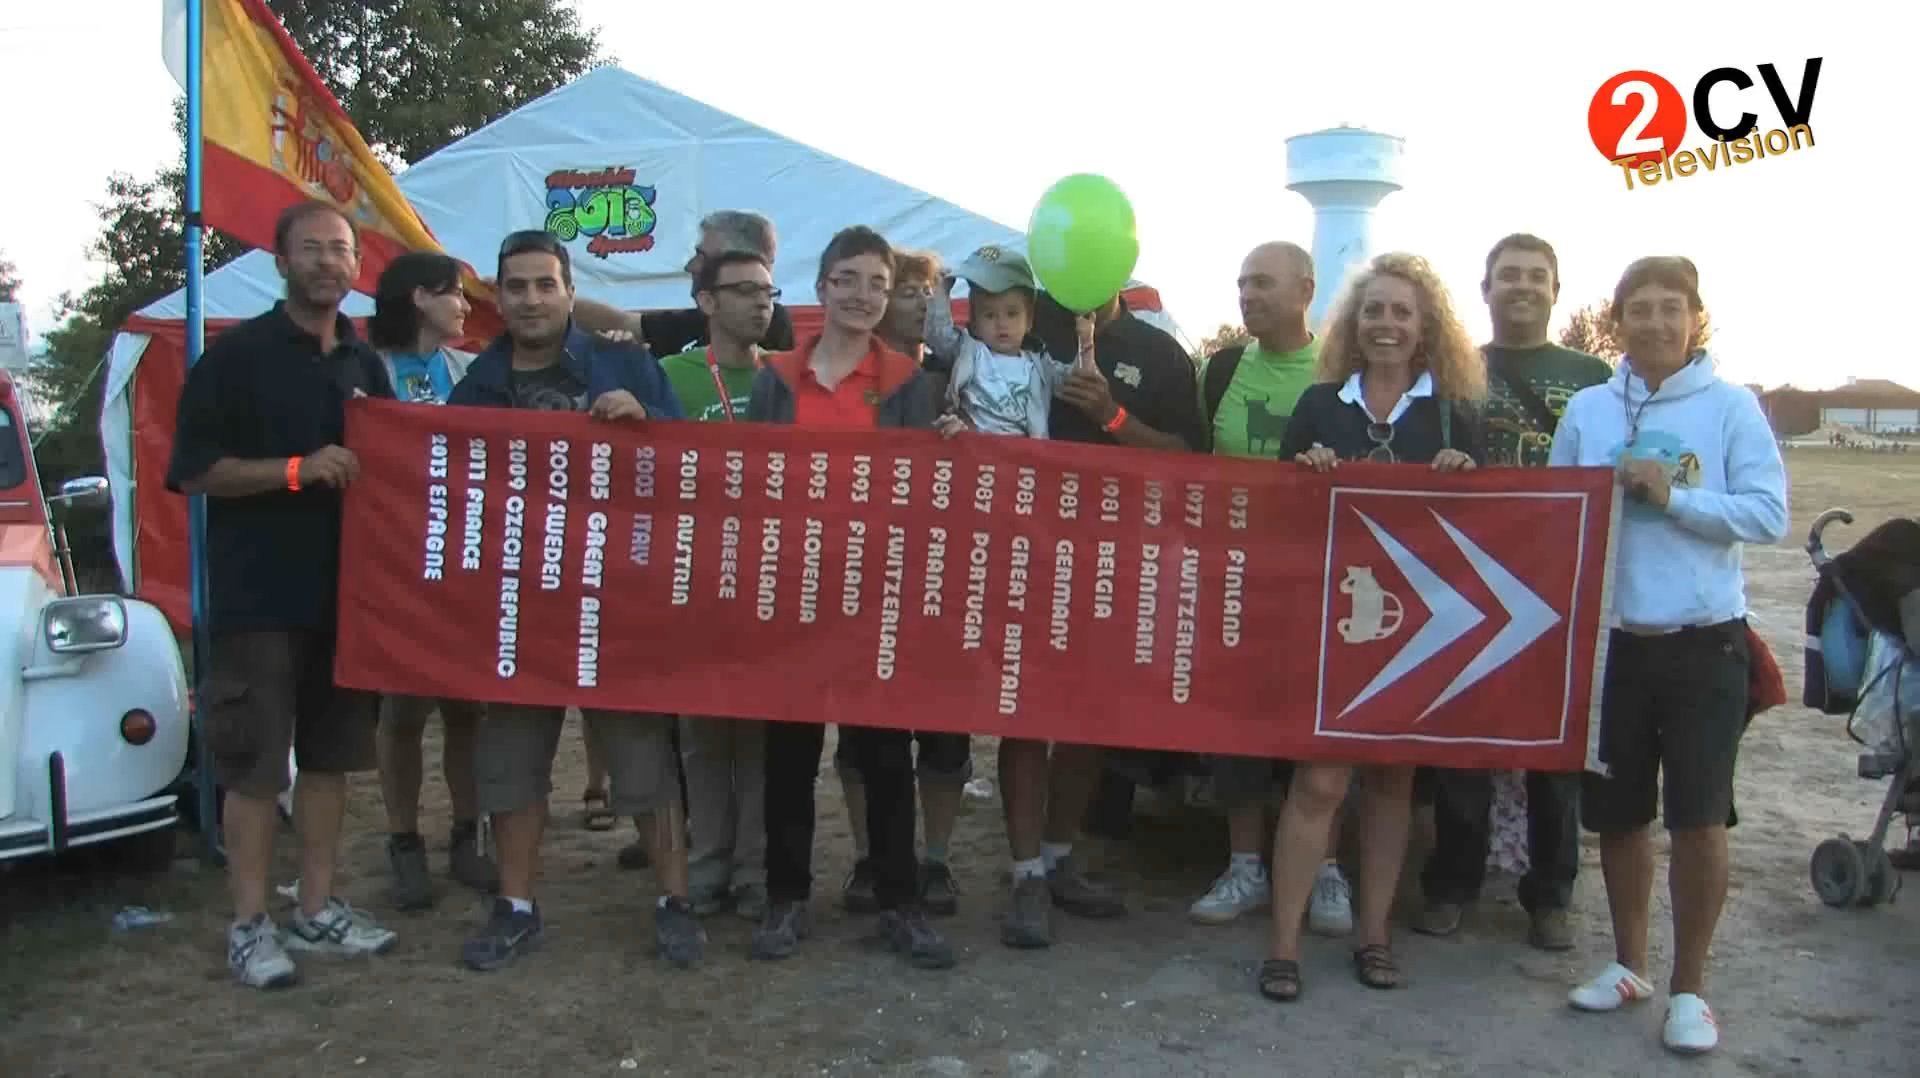 2CV
Television
2013
1975 FINLAND
1977 SWITZERLAND
1979 DANMARK
1981 BELGIA
1983 GERMANY
1985 GREAT BRITAIN
1987 PORTUGAL
1989 FRANCE
1991 SWITZERLAND
1993 FINLAND
1995 SLOVENIJA
1997 HOLLAND
1999 GREECE
2001 AUSTRIA
2003 ITALY
2005 GREAT BRITAIN
2007 SWEDEN
2009 CZECH REPUBLIC
2011 FRANCE
2013 ESPAGNE